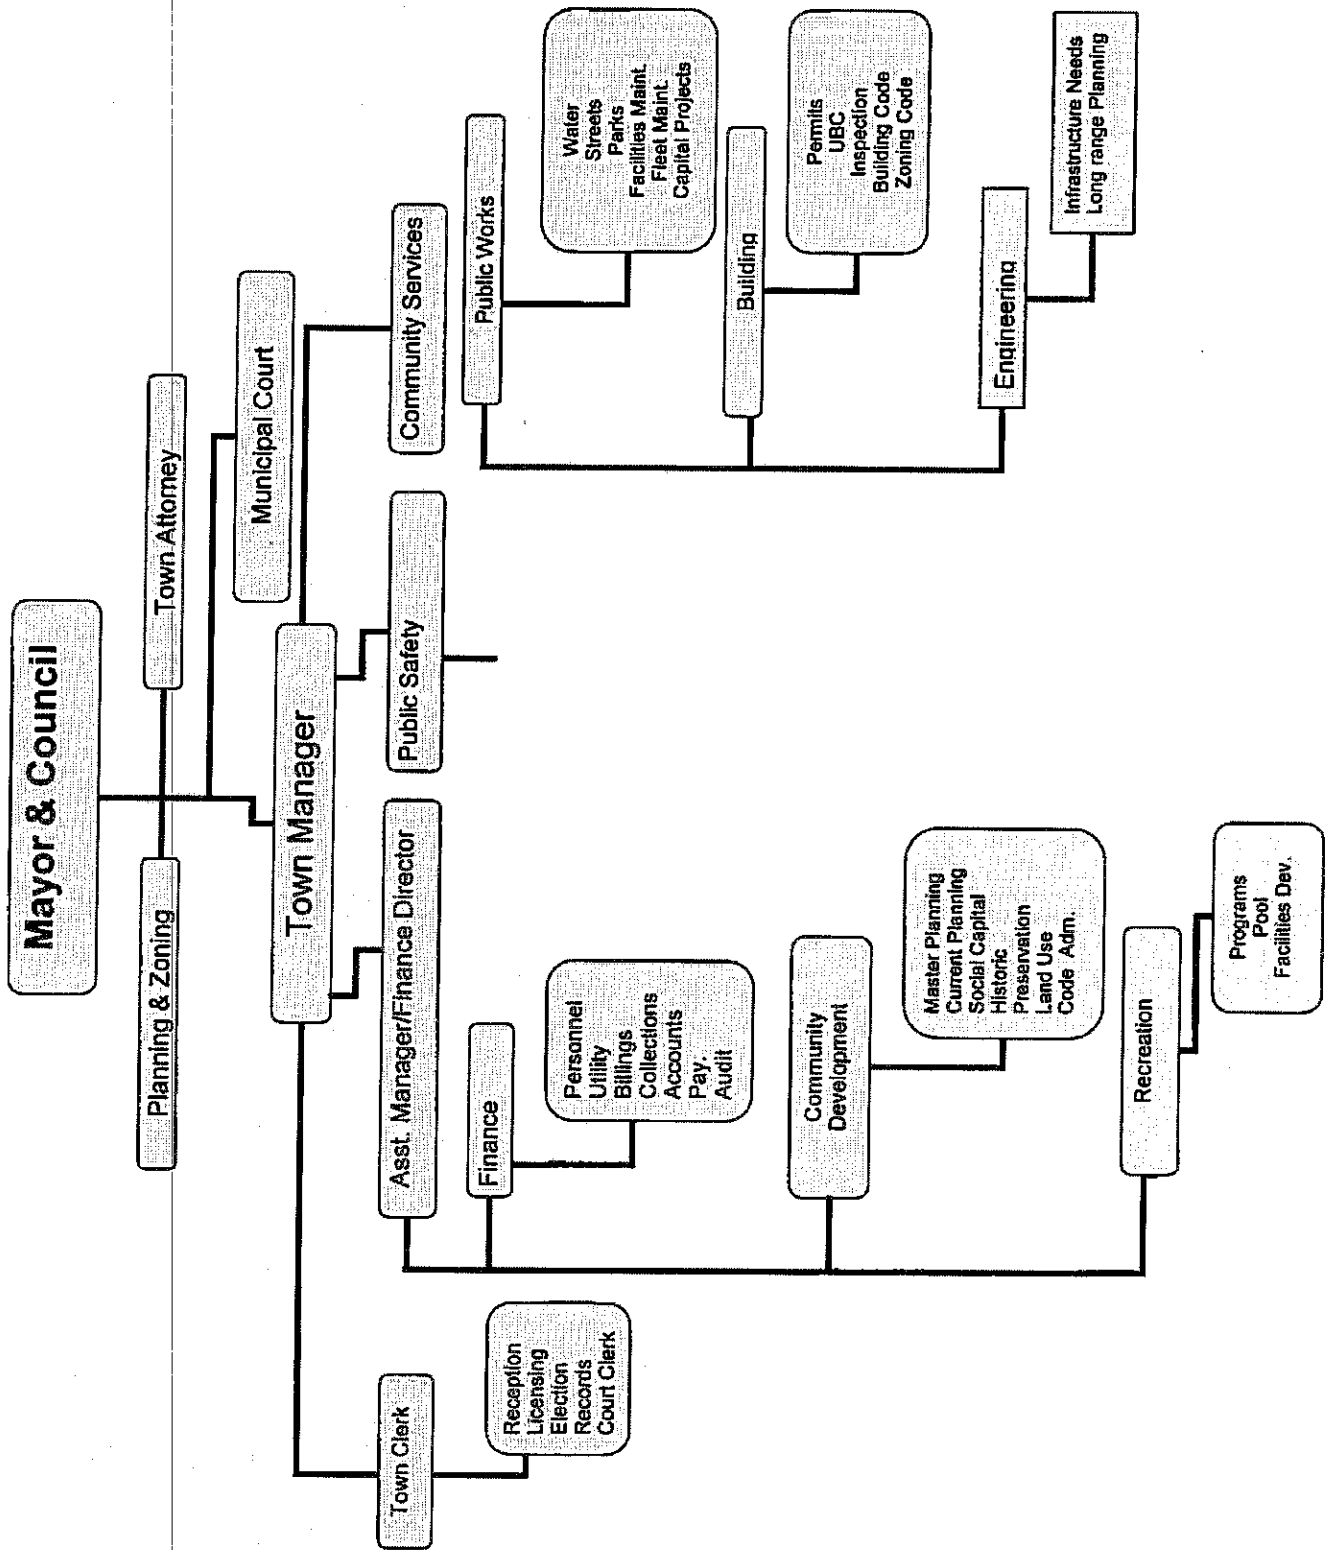 Mayor & Council
Planning & Zoning
Town Attorney
Municipal Court
Town Manager
Town Clerk
Asst. Manager/Finance Director
Public Safety
Community Services
Reception
Licensing
Election
Records
Court Clerk
Finance
Personnel
Utility
Billings
Collections
Accounts
Pay.
Audit
Community
Development
Master Planning
Current Planning
Social Capital
Historic
Preservation
Land Use
Code Adm.
Recreation
Programs
Pool
Facilities Dev.
Public Works
Water
Streets
Parks
Facilities Maint.
Fleet Maint.
Capital Projects
Building
Permits
UBC
Inspection
Building Code
Zoning Code
Engineering
Infrastructure Needs
Long range Planning